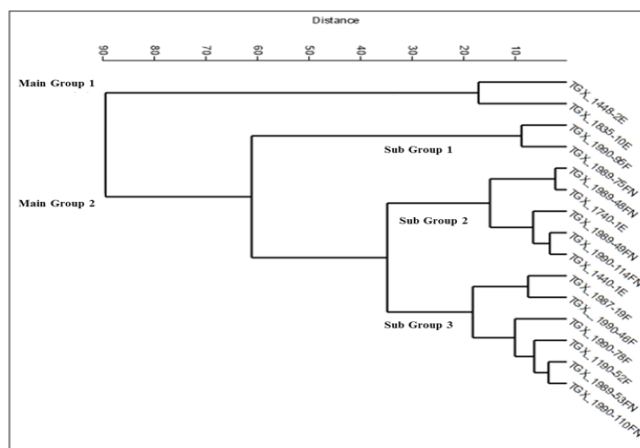 Distance
90 80 70 60 50 40 30 20 10
Main Group 1
TGX_1448-2E
TGX_1835-10E
Sub Group 1
TGX_1990-95F
TGX_1989-75FN
TGX_1989-48FN
Main Group 2
Sub Group 2
TGX_1740-1E
TGX_1989-49FN
TGX_1990-114FN
TGX_1440-1E
TGX_1987-19F
Sub Group 3
TGX_1990-46F
TGX_1990-78F
TGX_1190-52F
TGX_1989-53FN
TGX_1990-110FN